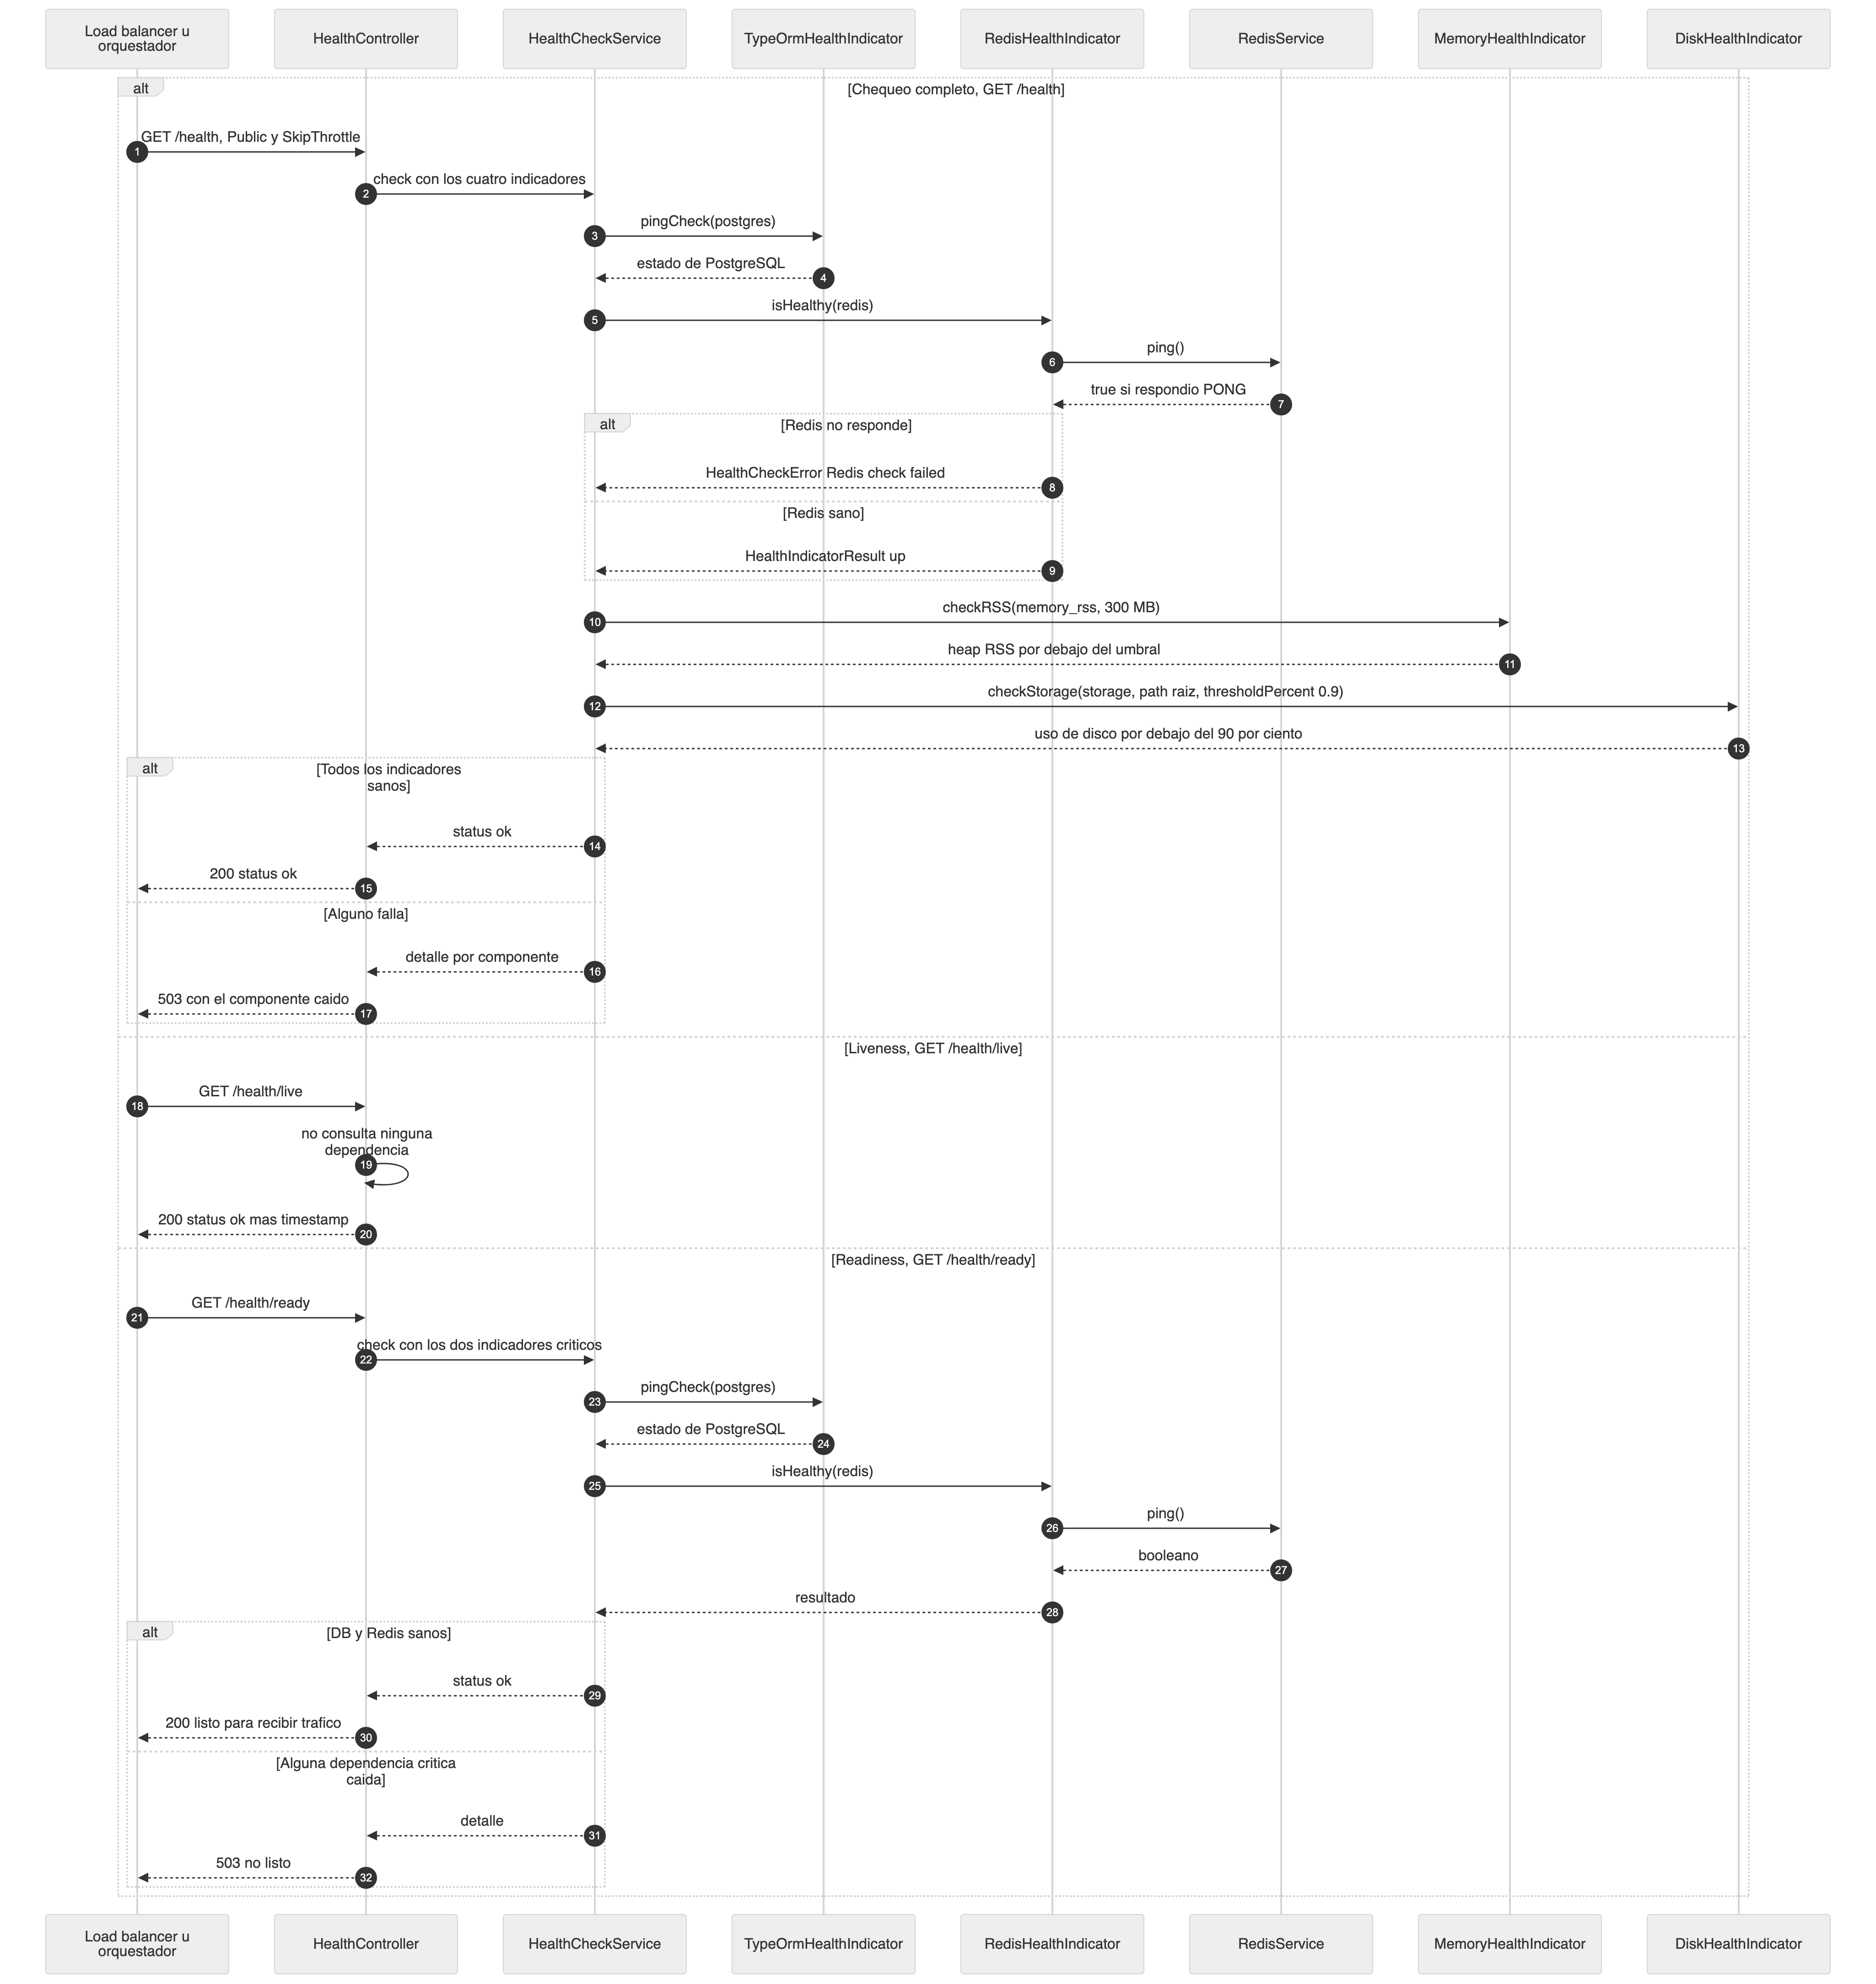 Load balancer u
orquestador
HealthController
HealthCheckService
TypeOrmHealthIndicator
RedisHealthIndicator
RedisService
MemoryHealthIndicator
DiskHealthIndicator
alt
[Chequeo completo, GET /health]
GET /health, Public y SkipThrottle
1
check con los cuatro indicadores
2
pingCheck(postgres)
3
estado de PostgreSQL
4
isHealthy(redis)
5
ping()
6
true si respondio PONG
7
alt
[Redis no responde]
HealthCheckError Redis check failed
8
[Redis sano]
HealthIndicatorResult up
9
checkRSS(memory_rss, 300 MB)
10
heap RSS por debajo del umbral
11
checkStorage(storage, path raiz, thresholdPercent 0.9)
12
uso de disco por debajo del 90 por ciento
13
alt
[Todos los indicadores
sanos]
status ok
14
200 status ok
15
[Alguno falla]
detalle por componente
16
503 con el componente caido
17
[Liveness, GET /health/live]
GET /health/live
18
no consulta ninguna
dependencia
19
200 status ok mas timestamp
20
[Readiness, GET /health/ready]
GET /health/ready
21
check con los dos indicadores criticos
22
pingCheck(postgres)
23
estado de PostgreSQL
24
isHealthy(redis)
25
ping()
26
booleano
27
resultado
28
alt
[DB y Redis sanos]
status ok
29
200 listo para recibir trafico
30
[Alguna dependencia critica
caida]
detalle
31
503 no listo
32
Load balancer u
orquestador
HealthController
HealthCheckService
TypeOrmHealthIndicator
RedisHealthIndicator
RedisService
MemoryHealthIndicator
DiskHealthIndicator